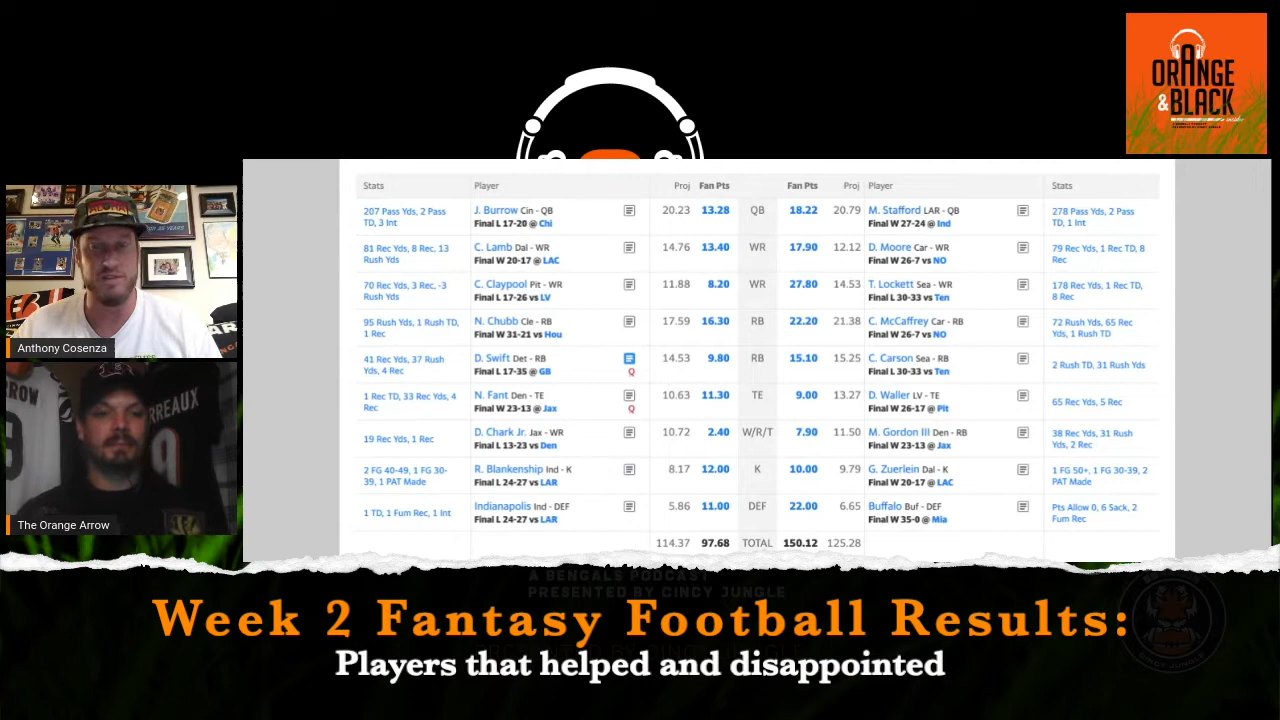 ORANGE
& BLACK
Stats Player Proj Fan Pts Fan Pts Proj Player Stats
207 Pass Yds, 2 Pass TD, 3 Int J. Burrow Cin - QB 20.23 13.28 QB 18.22 20.79 M. Stafford LAR - QB 278 Pass Yds, 2 Pass TD, 1 Int
Final L 17-20 @ Chi Final W 27-24 @ Ind
81 Rec Yds, 8 Rec, 13 Rush Yds C. Lamb Dal - WR 14.76 13.40 WR 17.90 12.12 D. Moore Car - WR 79 Rec Yds, 1 Rec TD, 8 Rec
Final W 20-17 @ LAC Final W 26-7 vs NO
70 Rec Yds, 3 Rec, -3 Rush Yds C. Claypool Pit - WR 11.88 8.20 WR 27.80 14.53 T. Lockett Sea - WR 178 Rec Yds, 1 Rec TD, 8 Rec
Final L 17-26 vs LV Final L 30-33 vs Ten
95 Rush Yds, 1 Rush TD, 1 Rec N. Chubb Cle - RB 17.59 16.30 RB 22.20 21.38 C. McCaffrey Car - RB 72 Rush Yds, 65 Rec Yds, 1 Rush TD
Final W 31-21 vs Hou Final W 26-7 vs NO
41 Rec Yds, 37 Rush Yds, 4 Rec D. Swift Det - RB 14.53 9.80 RB 15.10 15.25 C. Carson Sea - RB 2 Rush TD, 31 Rush Yds
Final L 17-35 @ GB Q Final L 30-33 vs Ten
1 Rec TD, 33 Rec Yds, 4 Rec N. Fant Den - TE 10.63 11.30 TE 9.00 13.27 D. Waller LV - TE 65 Rec Yds, 5 Rec
Final W 23-13 @ Jax Q Final W 26-17 @ Pit
19 Rec Yds, 1 Rec D. Chark Jr. Jax - WR 10.72 2.40 W/R/T 7.90 11.50 M. Gordon III Den - RB 38 Rec Yds, 31 Rush Yds, 2 Rec
Final L 13-23 vs Den Final W 23-13 @ Jax
2 FG 40-49, 1 FG 30-39, 1 PAT Made R. Blankenship Ind - K 8.17 12.00 K 10.00 9.79 G. Zuerlein Dal - K 1 FG 50+, 1 FG 30-39, 2 PAT Made
Final L 24-27 vs LAR Final W 20-17 @ LAC
1 TD, 1 Fum Rec, 1 Int Indianapolis Ind - DEF 5.86 11.00 DEF 22.00 6.65 Buffalo Buf - DEF Pts Allow 0, 6 Sack, 2 Fum Rec
Final L 24-27 vs LAR Final W 35-0 @ Mia
114.37 97.68 TOTAL 150.12 125.28
Anthony Cosenza
The Orange Arrow
A BENGALS PODCAST
PRESENTED BY CINCY JUNGLE
Week 2 Fantasy Football Results:
Players that helped and disappointed
CINCY JUNGLE